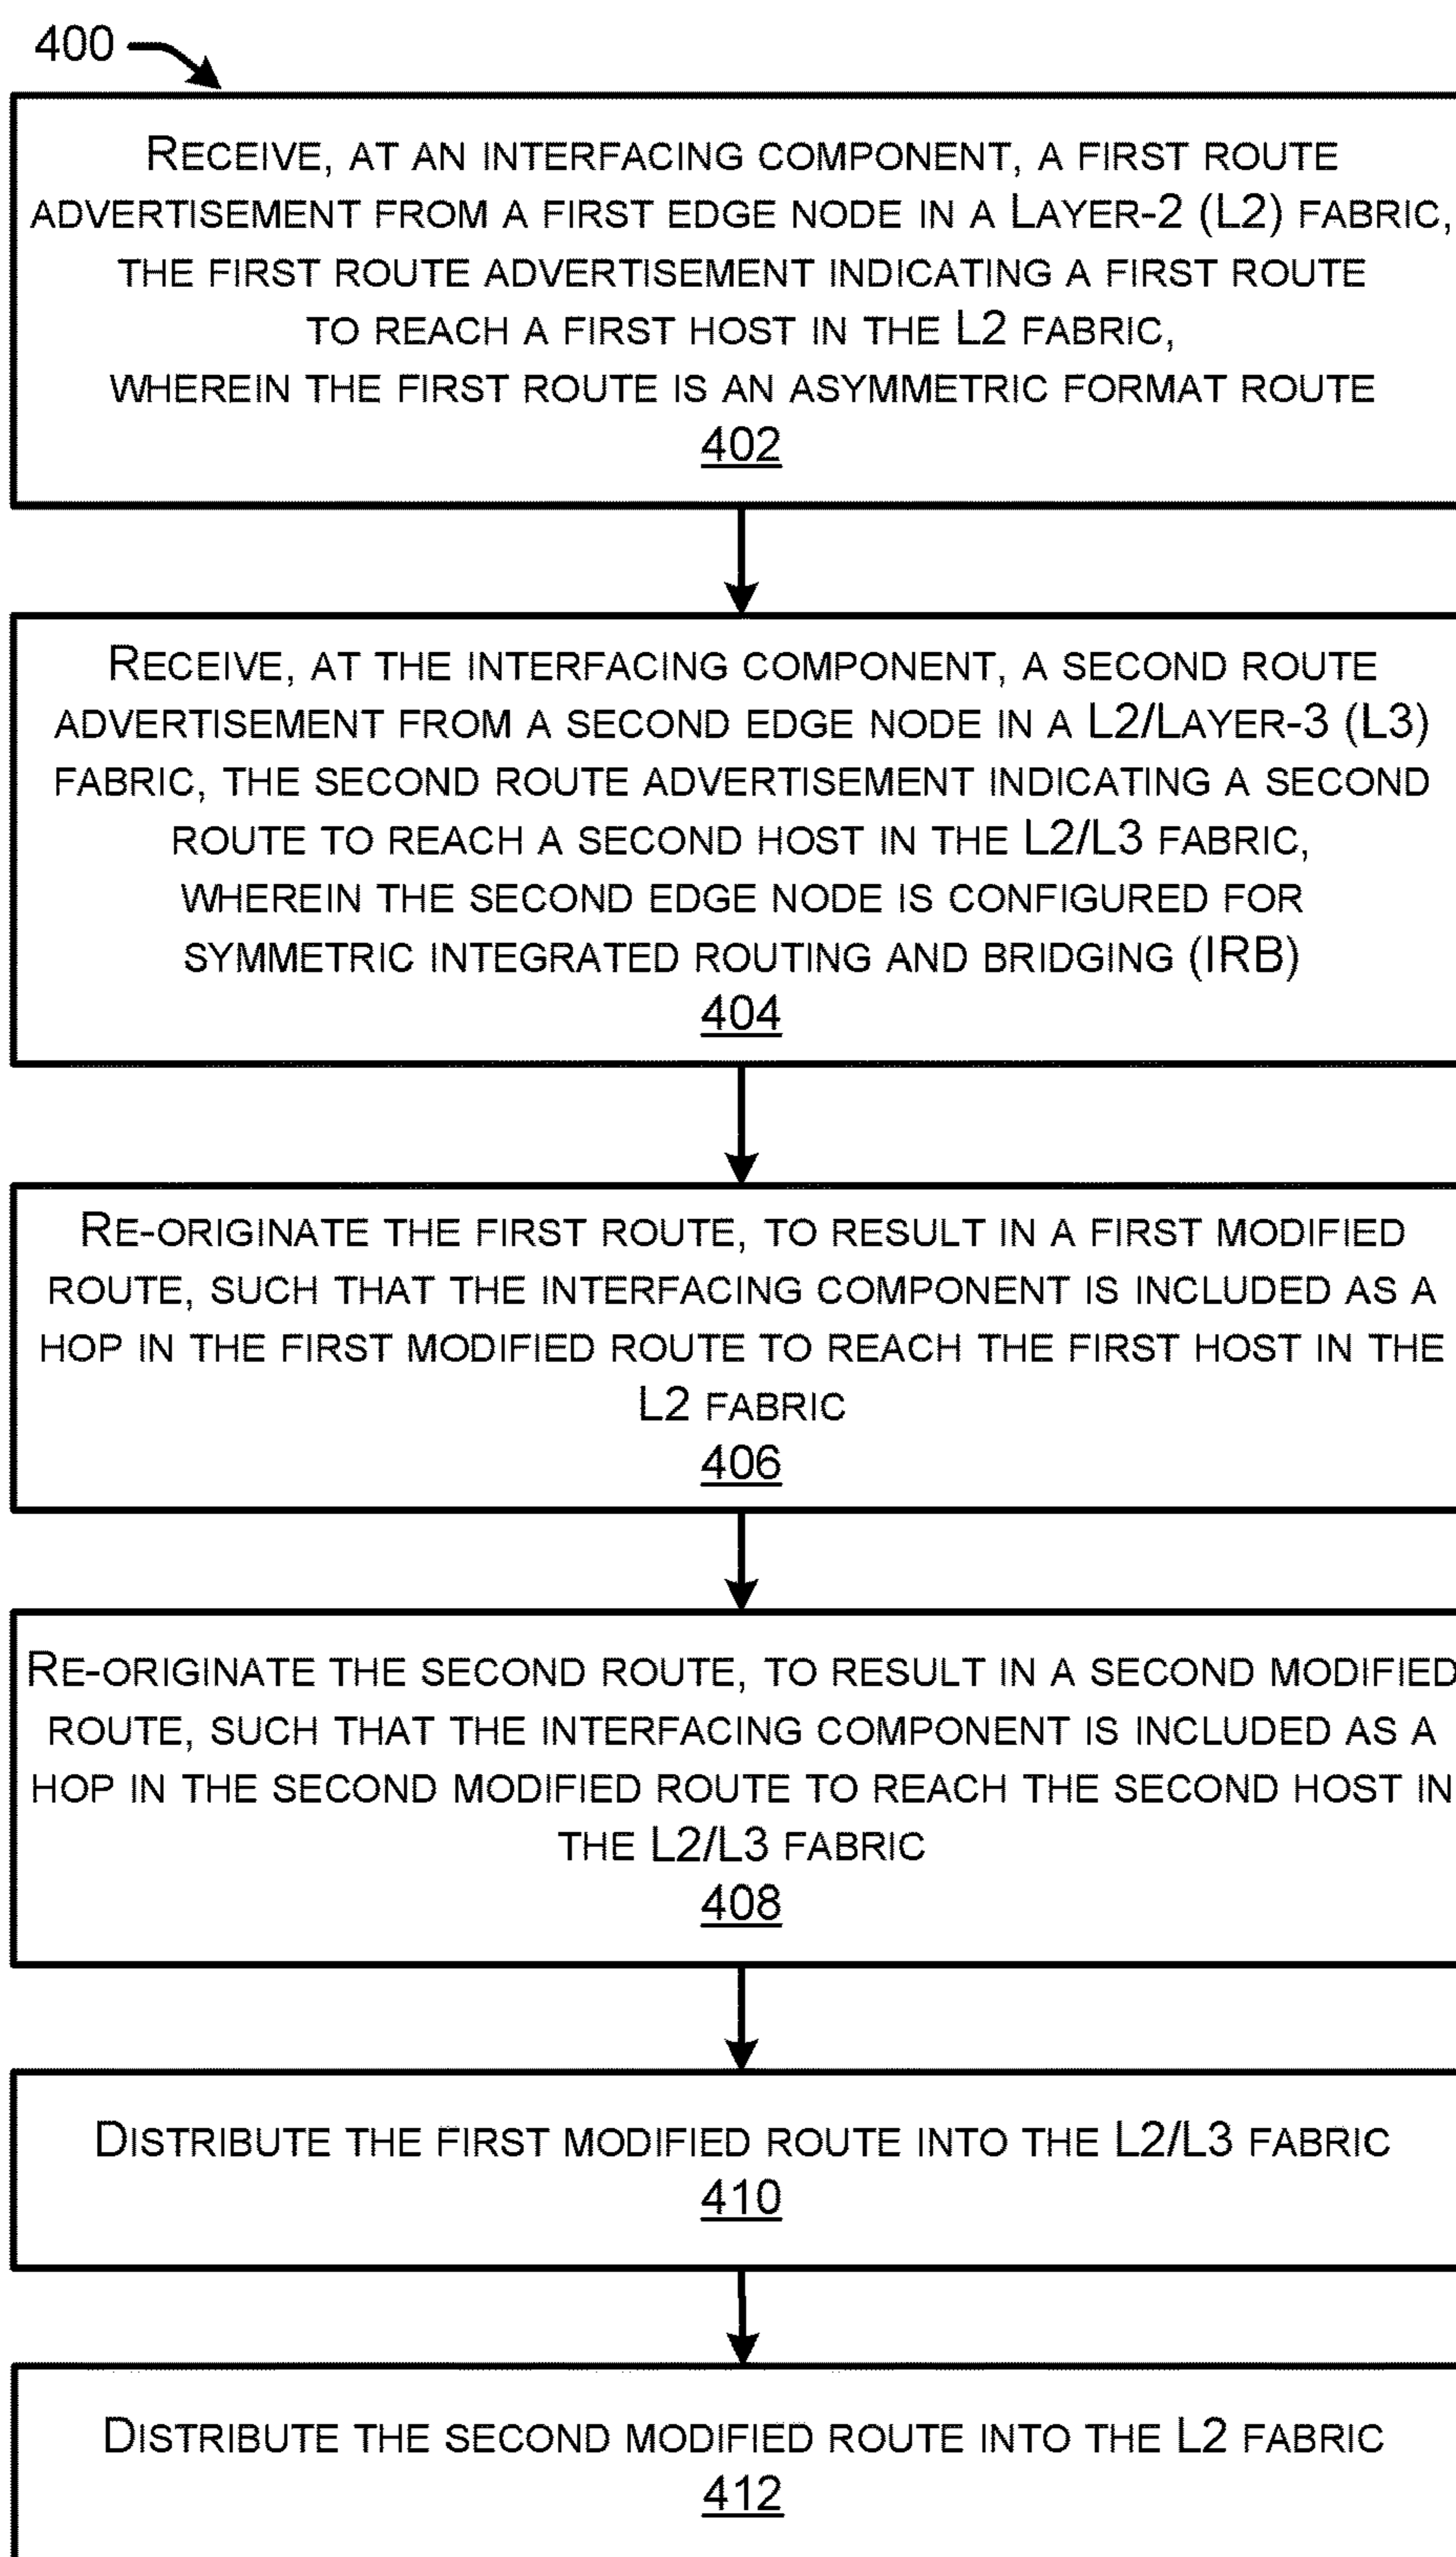 400
RECEIVE, AT AN INTERFACING COMPONENT, A FIRST ROUTE
ADVERTISEMENT FROM A FIRST EDGE NODE IN A LAYER-2 (L2) FABRIC,
THE FIRST ROUTE ADVERTISEMENT INDICATING A FIRST ROUTE
TO REACH A FIRST HOST IN THE L2 FABRIC,
WHEREIN THE FIRST ROUTE IS AN ASYMMETRIC FORMAT ROUTE
402
RECEIVE, AT THE INTERFACING COMPONENT, A SECOND ROUTE
ADVERTISEMENT FROM A SECOND EDGE NODE IN A L2/LAYER-3 (L3)
FABRIC, THE SECOND ROUTE ADVERTISEMENT INDICATING A SECOND
ROUTE TO REACH A SECOND HOST IN THE L2/L3 FABRIC,
WHEREIN THE SECOND EDGE NODE IS CONFIGURED FOR
SYMMETRIC INTEGRATED ROUTING AND BRIDGING (IRB)
404
RE-ORIGINATE THE FIRST ROUTE, TO RESULT IN A FIRST MODIFIED
ROUTE, SUCH THAT THE INTERFACING COMPONENT IS INCLUDED AS A
HOP IN THE FIRST MODIFIED ROUTE TO REACH THE FIRST HOST IN THE
L2 FABRIC
406
RE-ORIGINATE THE SECOND ROUTE, TO RESULT IN A SECOND MODIFIED
ROUTE, SUCH THAT THE INTERFACING COMPONENT IS INCLUDED AS A
HOP IN THE SECOND MODIFIED ROUTE TO REACH THE SECOND HOST IN
THE L2/L3 FABRIC
408
DISTRIBUTE THE FIRST MODIFIED ROUTE INTO THE L2/L3 FABRIC
410
DISTRIBUTE THE SECOND MODIFIED ROUTE INTO THE L2 FABRIC
412